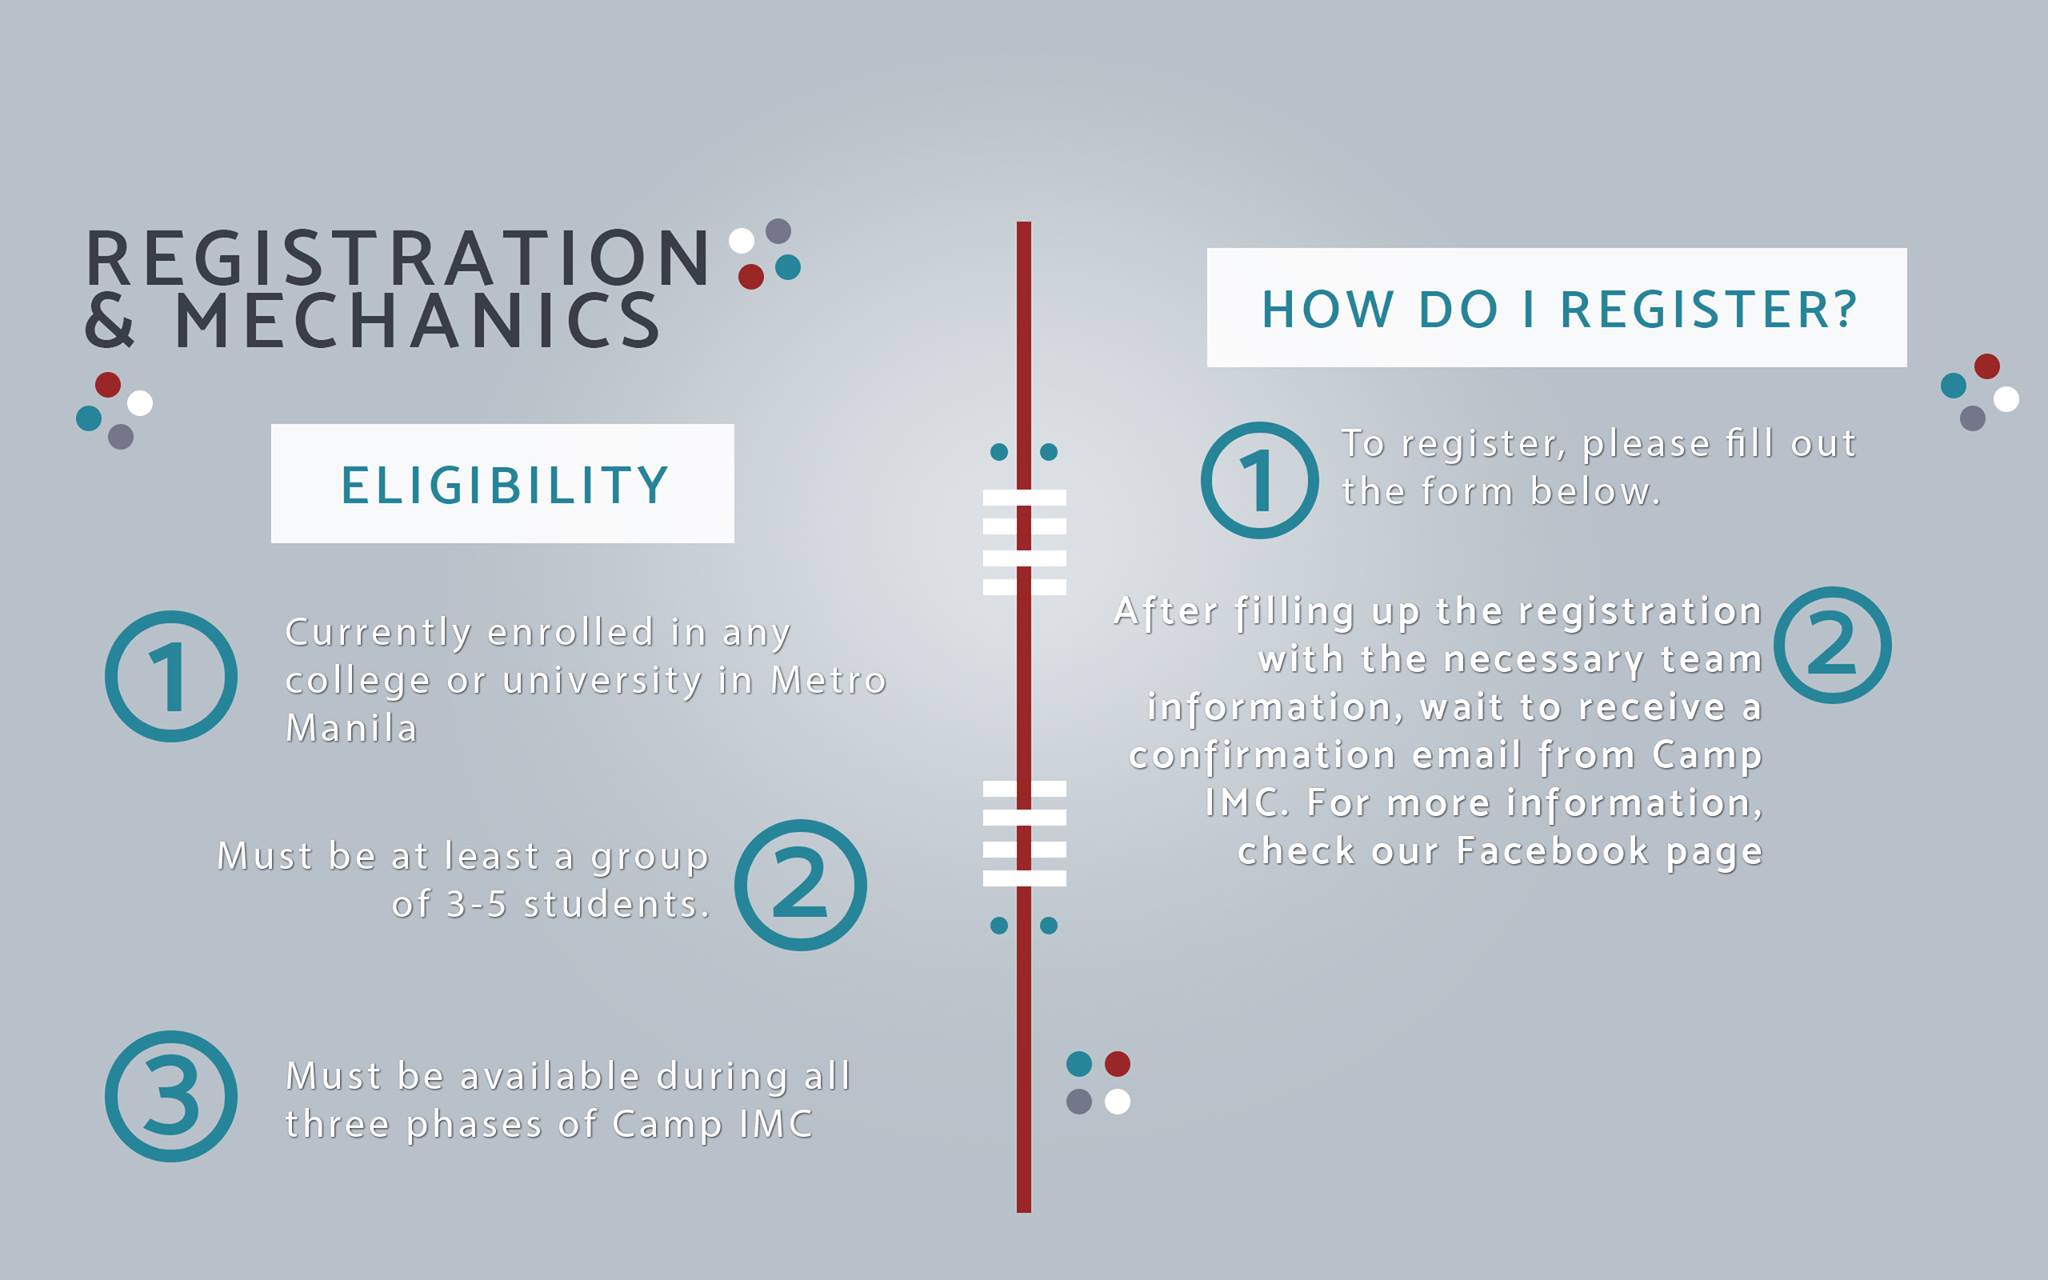 REGISTRATION
& MECHANICS
ELIGIBILITY
1
Currently enrolled in any
college or university in Metro
Manila
Must be at least a group
of 3-5 students.
2
3
Must be available during all
three phases of Camp IMC
HOW DO I REGISTER?
1
To register, please fill out
the form below.
After filling up the registration
with the necessary team
information, wait to receive a
confirmation email from Camp
IMC. For more information,
check our Facebook page
2